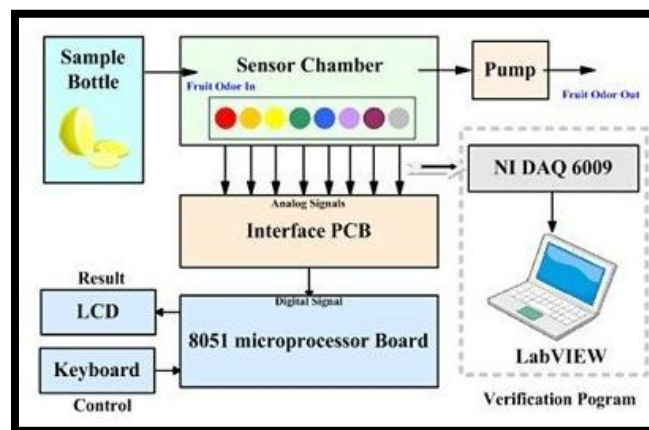 Sample
Bottle
Sensor Chamber
Fruit Odor In
Pump
Fruit Odor Out
NI DAQ 6009
Analog Signals
Interface PCB
Result
LCD
Digital Signal
8051 microprocessor Board
Keyboard
Control
LabVIEW
Verification Pogram